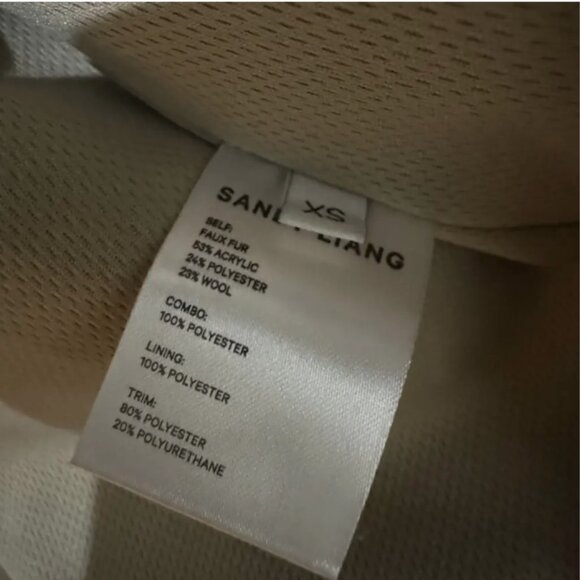 XS
SANDY LIANG
SELF:
FAUX FUR
53% ACRYLIC
24% POLYESTER
23% WOOL
COMBO:
100% POLYESTER
LINING:
100% POLYESTER
TRIM:
80% POLYESTER
20% POLYURETHANE